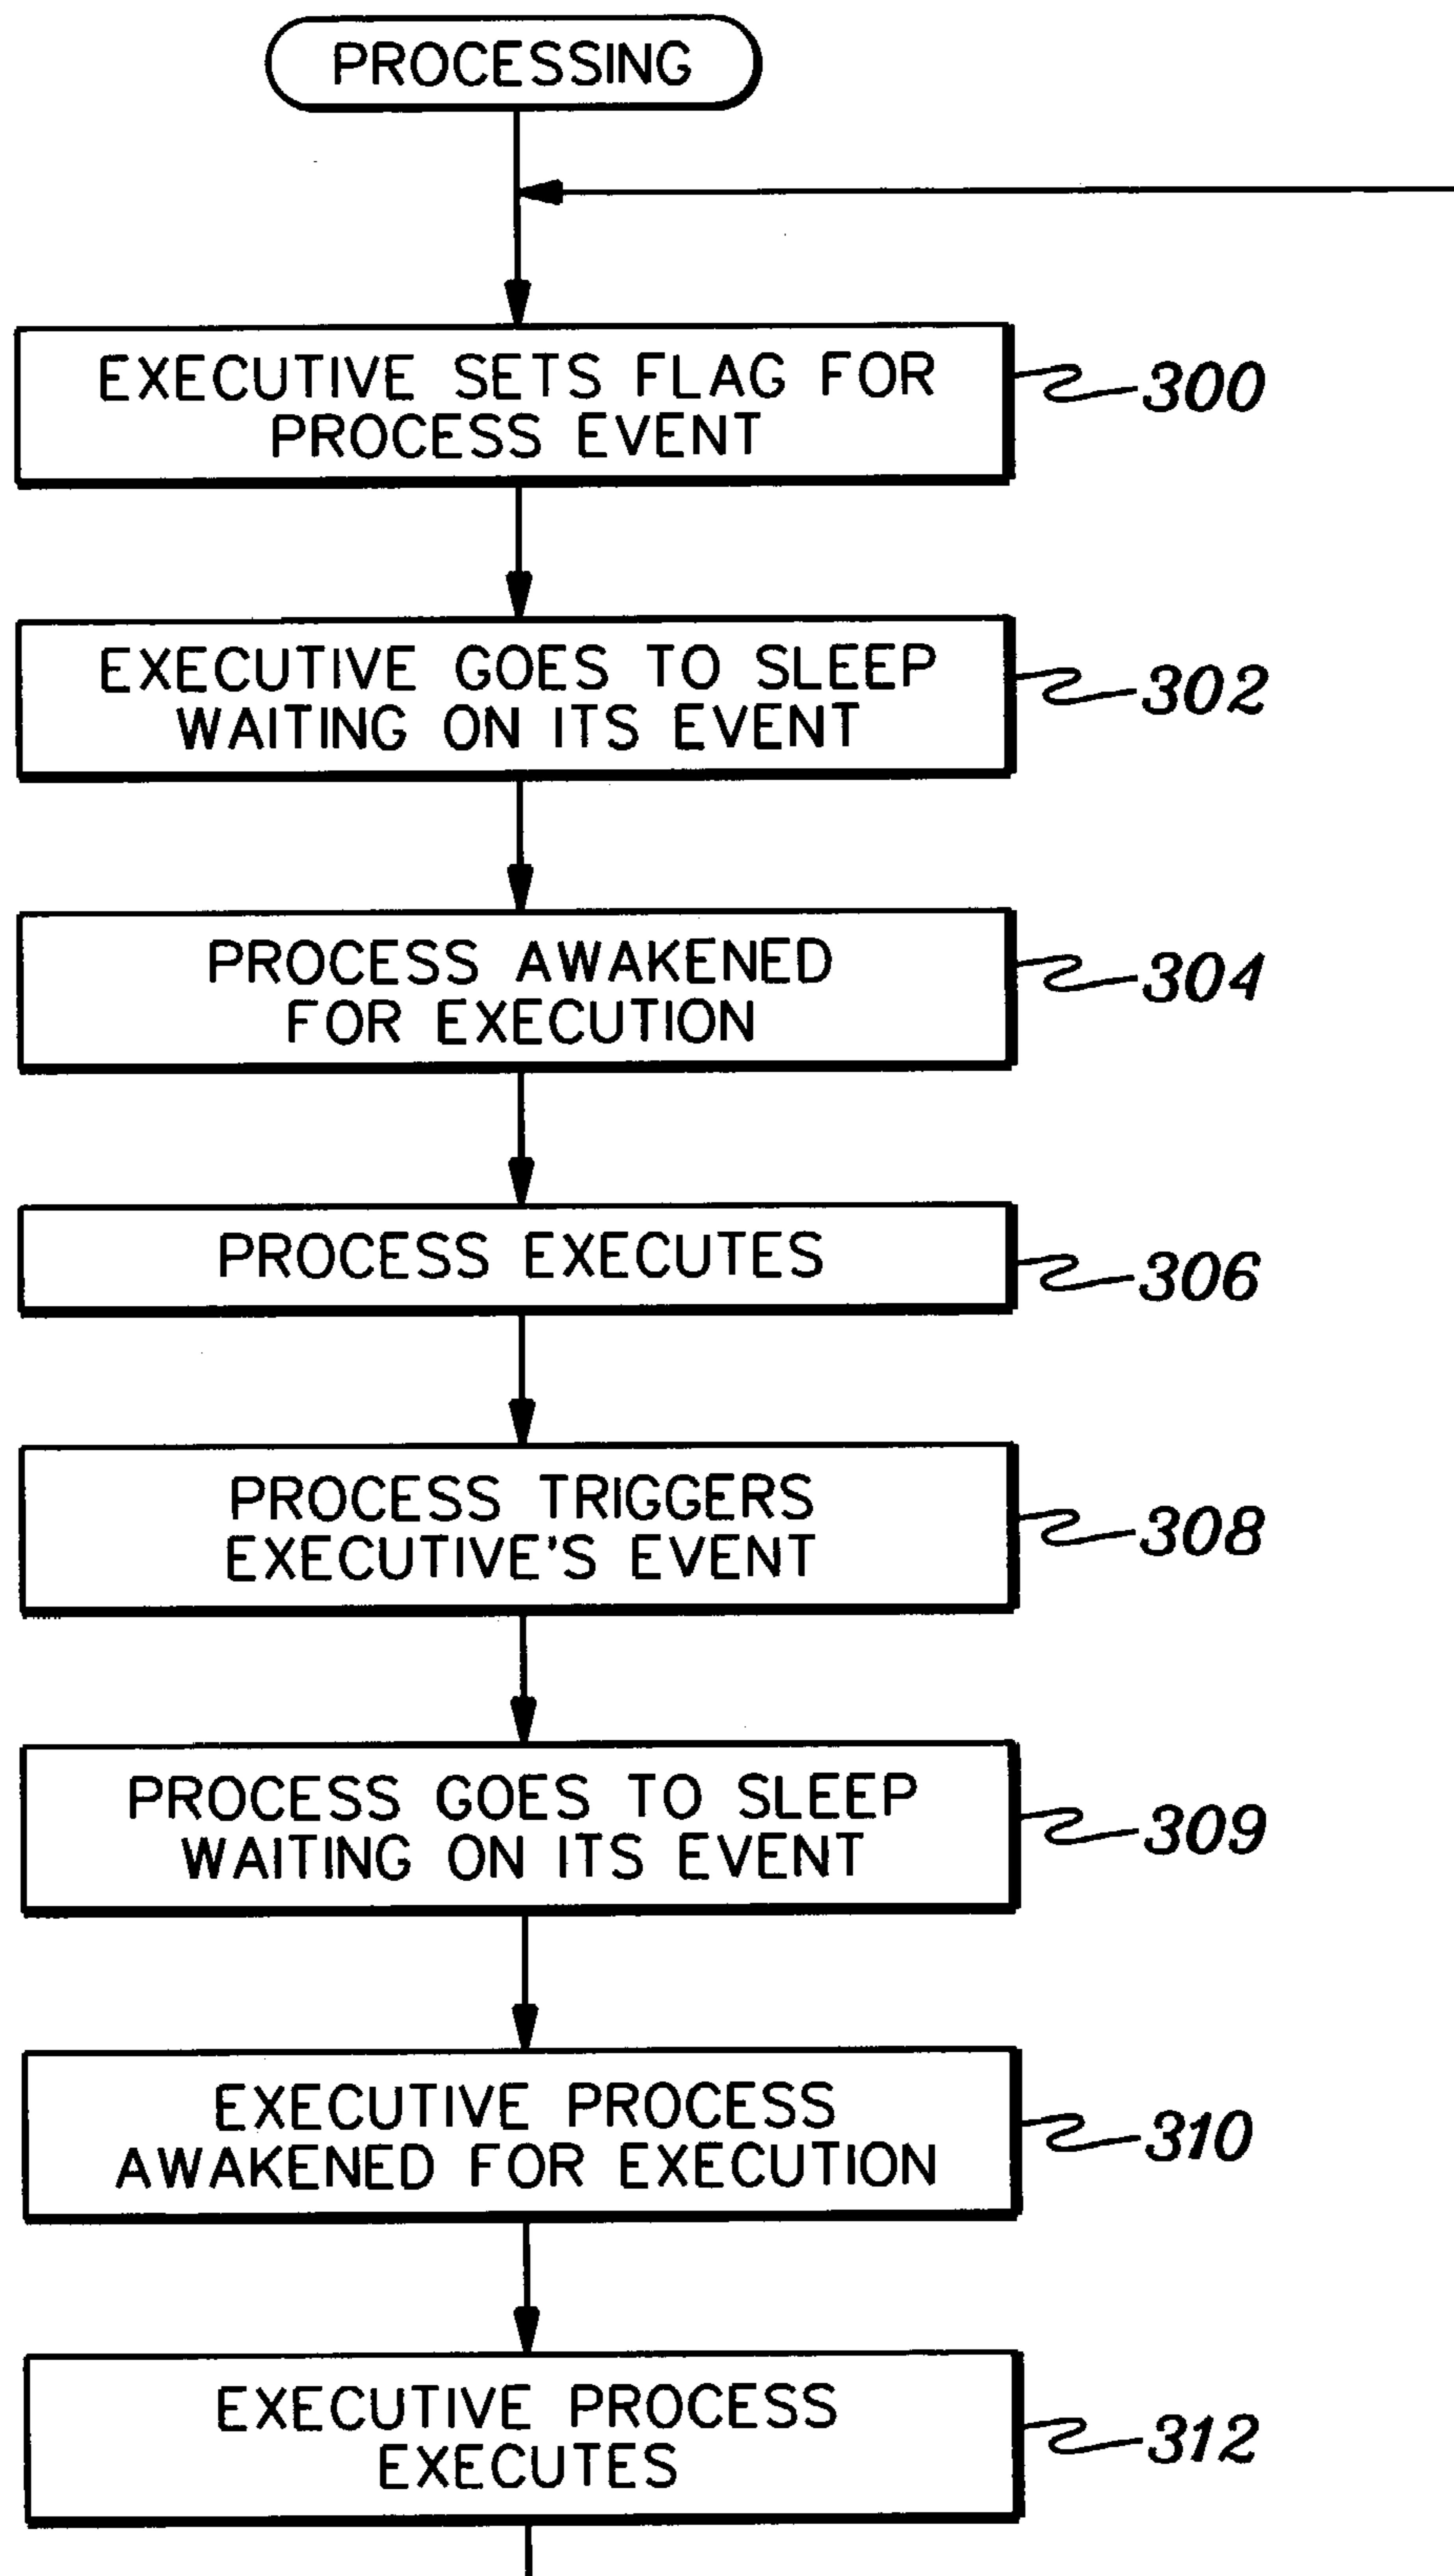 PROCESSING
EXECUTIVE SETS FLAG FOR
PROCESS EVENT
300
EXECUTIVE GOES TO SLEEP
WAITING ON ITS EVENT
302
PROCESS AWAKENED
FOR EXECUTION
304
PROCESS EXECUTES
306
PROCESS TRIGGERS
EXECUTIVE'S EVENT
308
PROCESS GOES TO SLEEP
WAITING ON ITS EVENT
309
EXECUTIVE PROCESS
AWAKENED FOR EXECUTION
310
EXECUTIVE PROCESS
EXECUTES
312